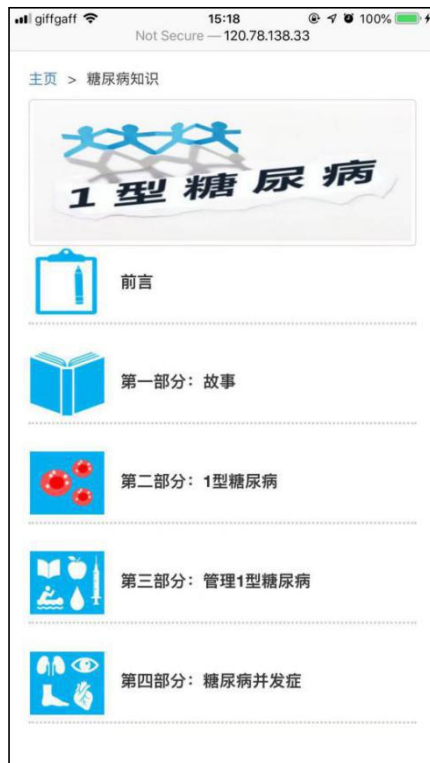 giffgaff 15:18 100%
Not Secure — 120.78.138.33
主页 > 糖尿病知识
1 型 糖 尿 病
前言
第一部分：故事
第二部分：1型糖尿病
第三部分：管理1型糖尿病
第四部分：糖尿病并发症